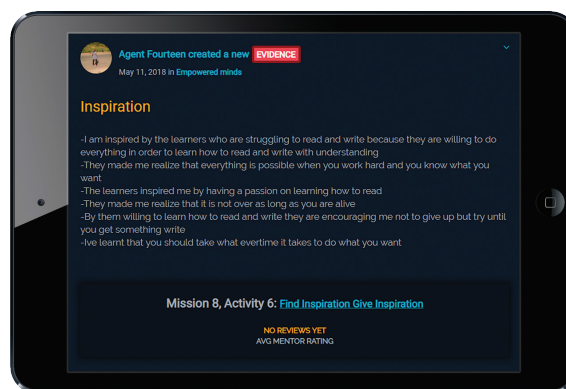 Agent Fourteen created a new EVIDENCE
May 11, 2018 in Empowered minds
Inspiration
-I am inspired by the learners who are struggling to read and write because they are willing to do
everything in order to learn how to read and write with understanding
-They made me realize that everything is possible when you work hard and you know what you
want
-The learners inspired me by having a passion on learning how to read
-They made me realize that it is not over as long as you are alive
-By them willing to learn how to read and write they are encouraging me not to give up but try until
you get something write
-Ive learnt that you should take what evertime it takes to do what you want
Mission 8, Activity 6: Find Inspiration Give Inspiration
NO REVIEWS YET
AVG MENTOR RATING